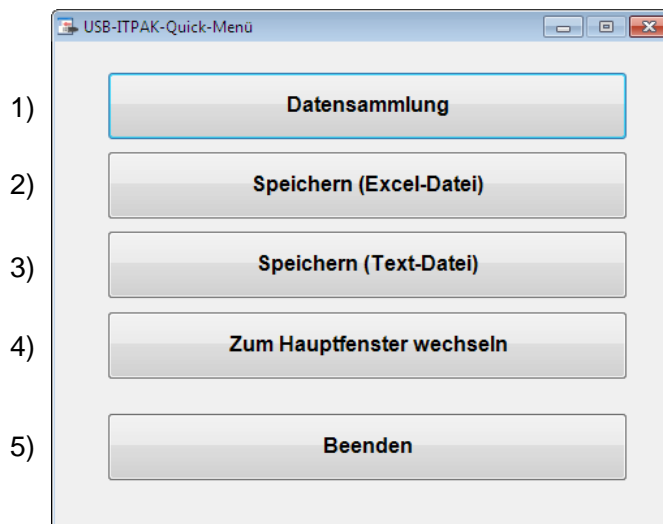 USB-ITPAK-Quick-Menü
1) Datensammlung
2) Speichern (Excel-Datei)
3) Speichern (Text-Datei)
4) Zum Hauptfenster wechseln
5) Beenden